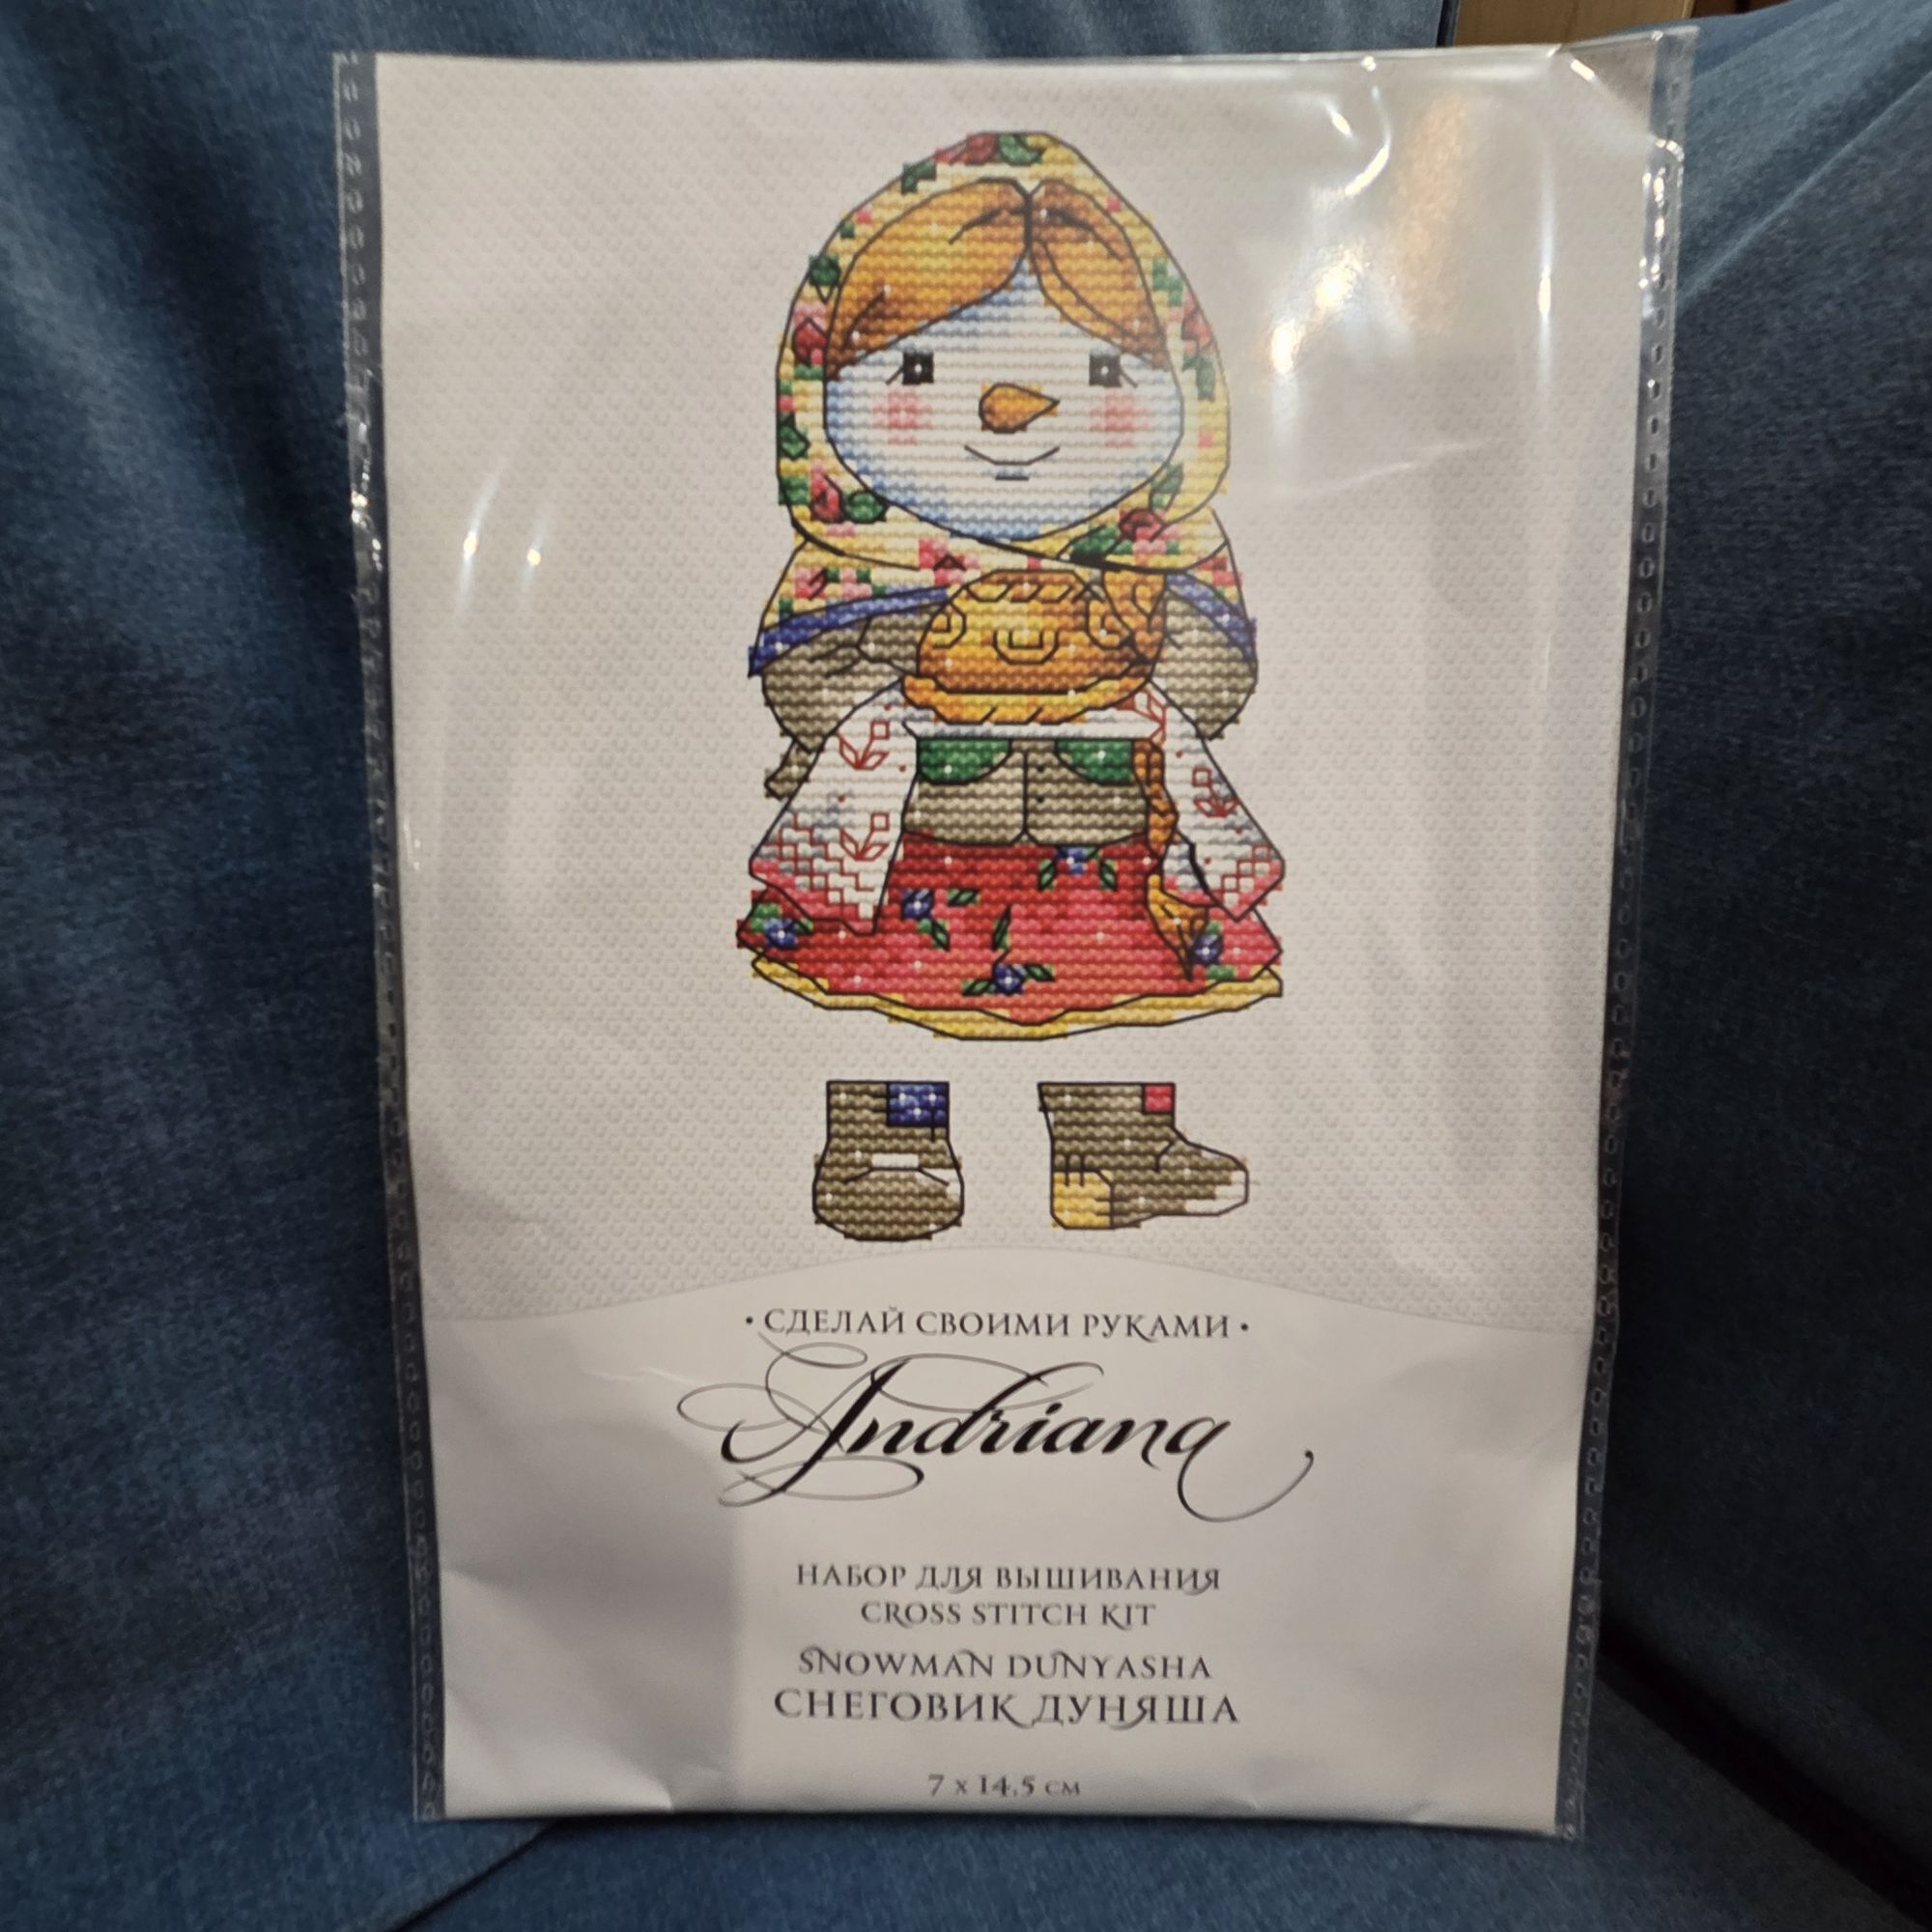 • СДЕЛАЙ СВОИМИ РУКАМИ •
Andriana
НАБОР ДЛЯ ВЫШИВАНИЯ
CROSS STITCH KIT
SNOWMAN DUNYASHA
СНЕГОВИК ДУНЯША
7 x 14,5 см